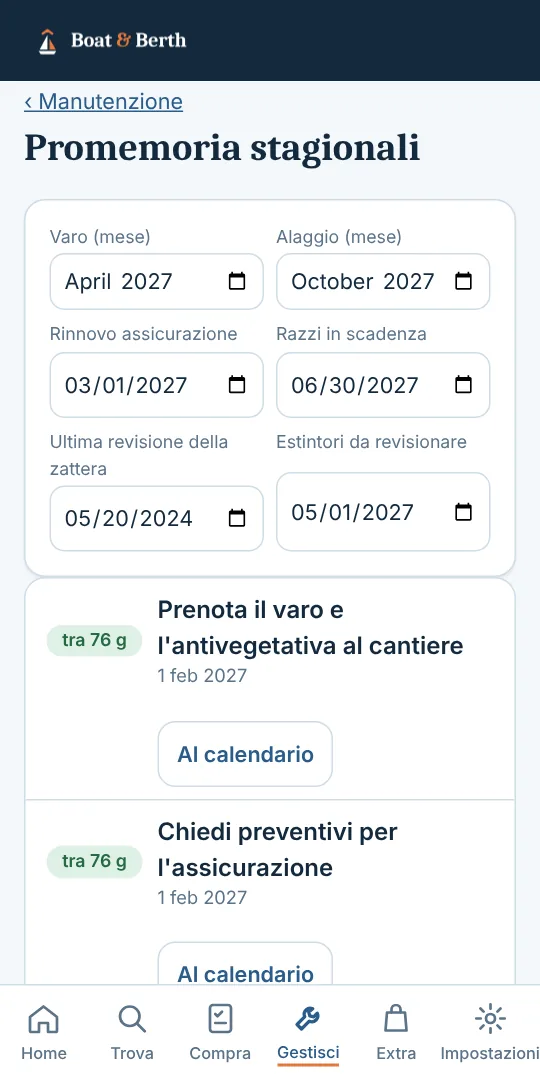 Boat & Berth
‹ Manutenzione
Promemoria stagionali
Varo (mese)
Alaggio (mese)
April 2027
October 2027
Rinnovo assicurazione
Razzi in scadenza
03/01/2027
06/30/2027
Ultima revisione della
zattera
Estintori da revisionare
05/20/2024
05/01/2027
Prenota il varo e
l'antivegetativa al cantiere
tra 76 g
1 feb 2027
Al calendario
Chiedi preventivi per
l'assicurazione
tra 76 g
1 feb 2027
Al calendario
Home
Trova
Compra
Gestisci
Extra
Impostazioni